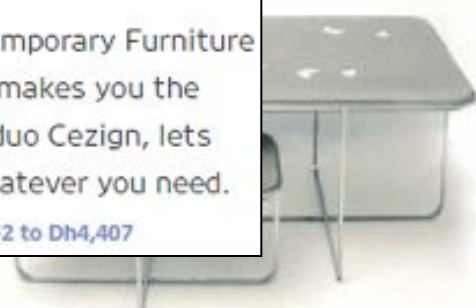 mporary Furniture
makes you the
duo Cezign, lets
atever you need.
2 to Dh4,407